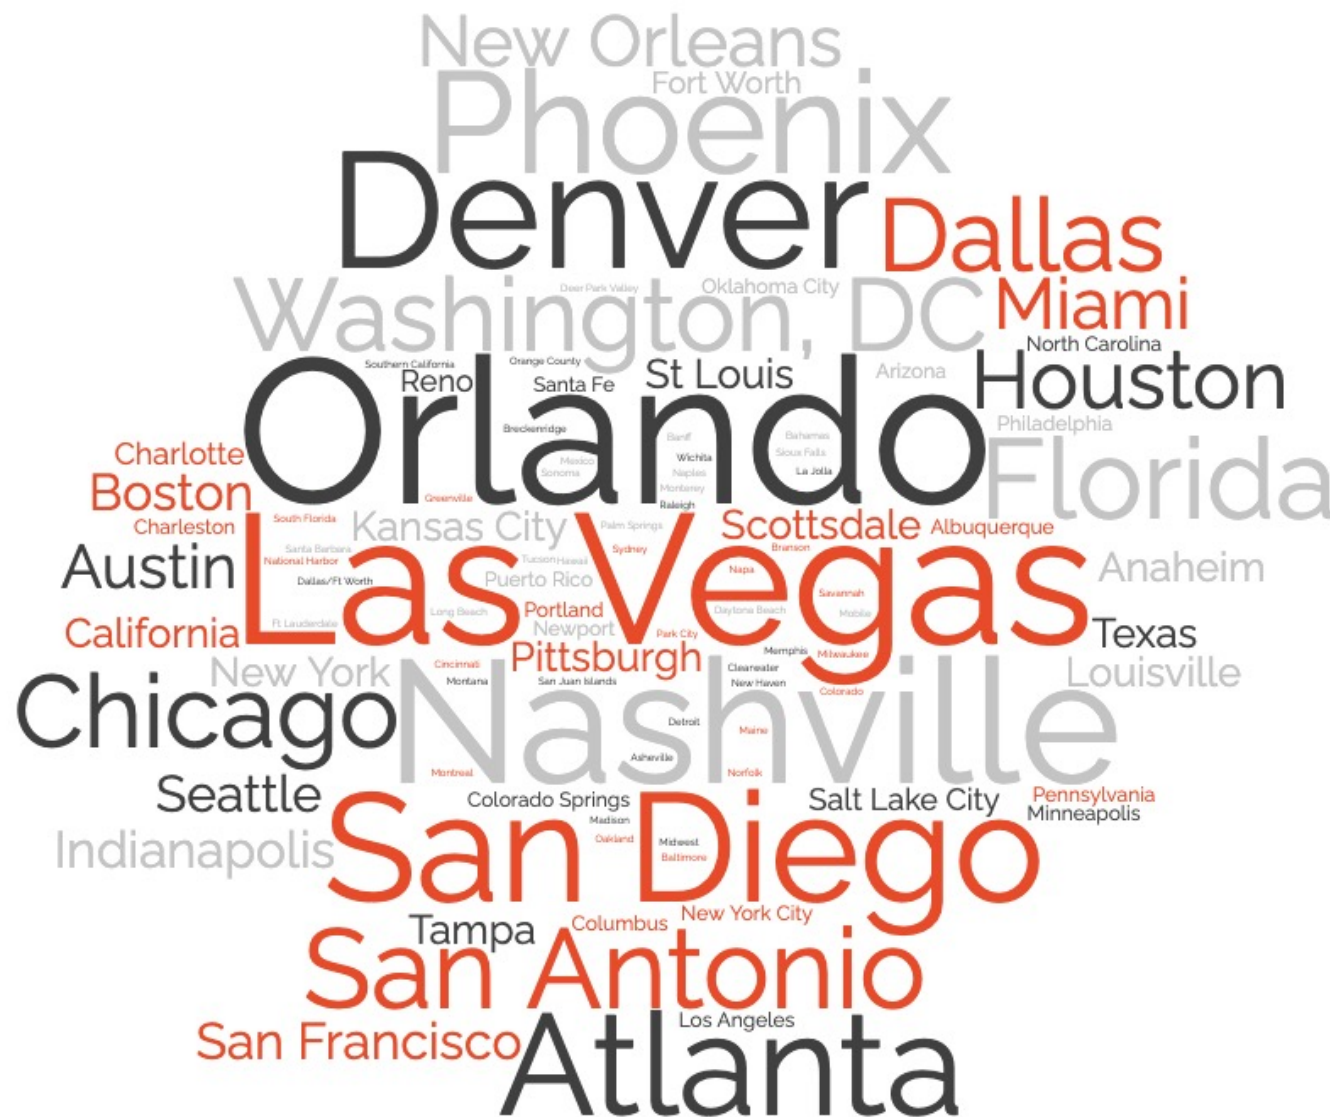 New Orleans
Fort Worth
Phoenix
Denver
Dallas
Deer Park Valley
Oklahoma City
Washington, DC
Miami
North Carolina
Southern California
Orange County
Reno
Santa Fe
St Louis
Arizona
Houston
Orlando
Philadelphia
Breckenridge
Banff
Bahamas
Charlotte
Mexico
Wichita
Sioux Falls
Sonoma
Naples
La Jolla
Florida
Boston
Monterey
Greenville
Raleigh
Charleston
South Florida
Kansas City
Palm Springs
Scottsdale
Albuquerque
Santa Barbara
Sydney
Branson
National Harbor
Tucson
Hawaii
Austin
Napa
Anaheim
Dallas/Ft Worth
Puerto Rico
Las Vegas
Savannah
Long Beach
Portland
Daytona Beach
Mobile
California
Ft Lauderdale
Newport
Park City
Texas
Pittsburgh
Memphis
Milwaukee
New York
Cincinnati
Clearwater
Louisville
Montana
San Juan Islands
New Haven
Colorado
Chicago
Nashville
Detroit
Maine
Asheville
Montreal
Norfolk
Seattle
Colorado Springs
Salt Lake City
Pennsylvania
Minneapolis
Madison
Oakland
Midwest
Indianapolis
Baltimore
San Diego
Tampa
Columbus
New York City
San Antonio
Los Angeles
San Francisco
Atlanta